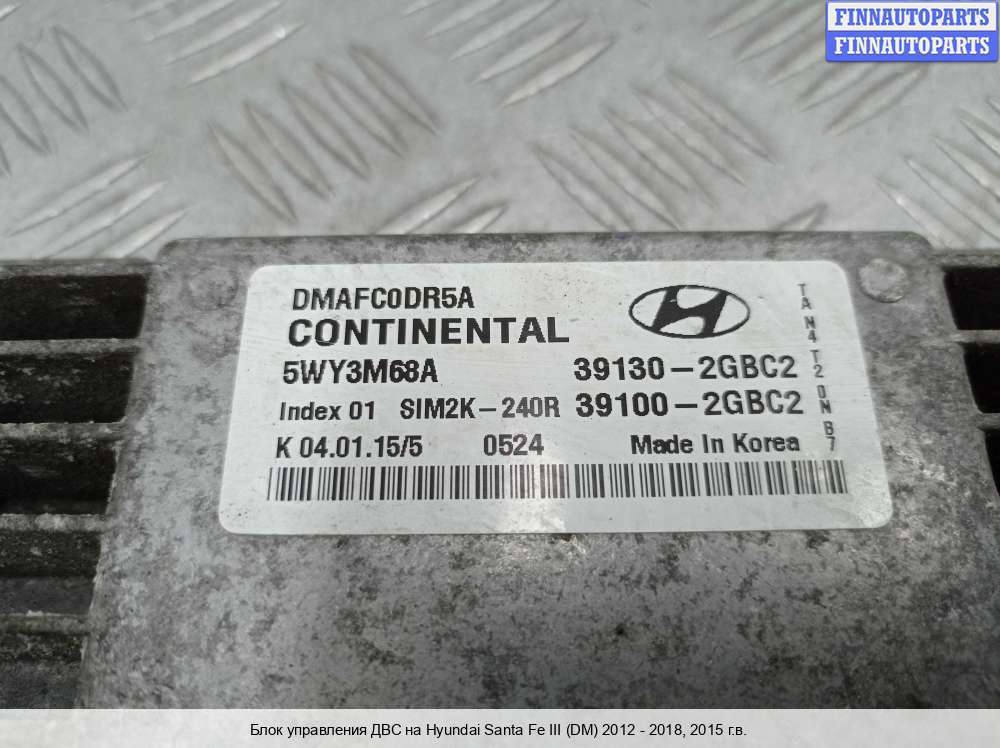 FINNAUTOPARTS
FINNAUTOPARTS
DMAFC0DR5A
CONTINENTAL
5WY3M68A 39130-2GBC2
Index 01 SIM2K-240R 39100-2GBC2
K 04.01.15/5 0524 Made In Korea
TA N4 T2 0N B7
Блок управления ДВС на Hyundai Santa Fe III (DM) 2012 - 2018, 2015 г.в.